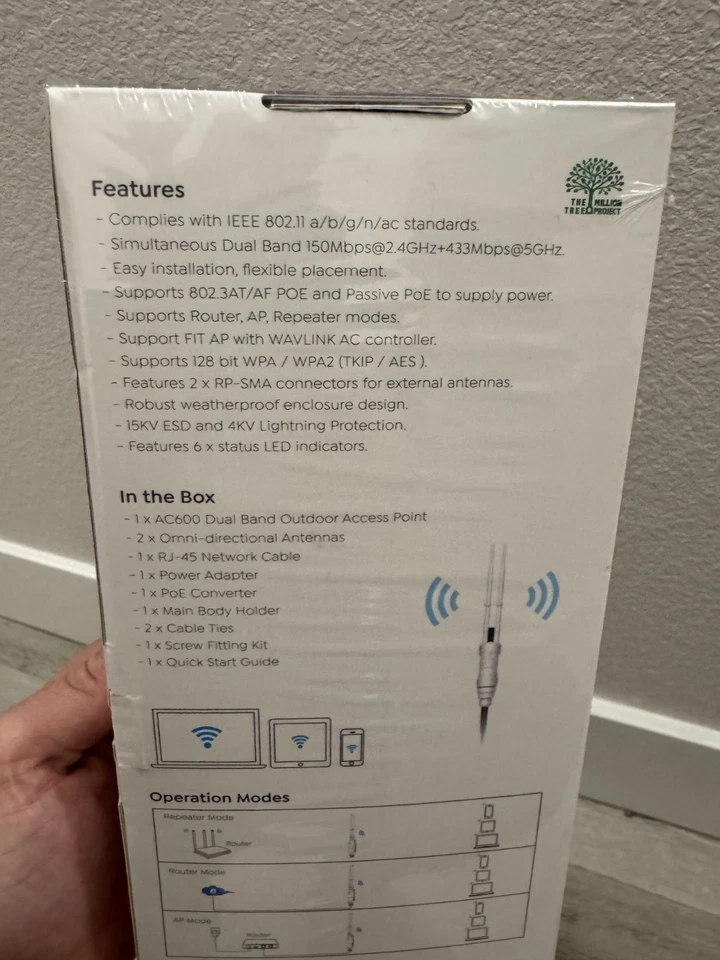 Features
- Complies with IEEE 802.11 a/b/g/n/ac standards.
- Simultaneous Dual Band 150Mbps@2.4GHz+433Mbps@5GHz.
- Easy installation, flexible placement.
- Supports 802.3AT/AF POE and Passive PoE to supply power.
- Supports Router, AP, Repeater modes.
- Support FIT AP with WAVLINK AC controller.
- Supports 128 bit WPA / WPA2 (TKIP / AES ).
- Features 2 x RP-SMA connectors for external antennas.
- Robust weatherproof enclosure design.
- 15KV ESD and 4KV Lightning Protection.
- Features 6 x status LED indicators.
THE MILLION
TREE PROJECT
In the Box
- 1 x AC600 Dual Band Outdoor Access Point
- 2 x Omni-directional Antennas
- 1 x RJ-45 Network Cable
- 1 x Power Adapter
- 1 x PoE Converter
- 1 x Main Body Holder
- 2 x Cable Ties
- 1 x Screw Fitting Kit
- 1 x Quick Start Guide
Operation Modes
Repeater Mode
Router
Router Mode
AP Mode
Router